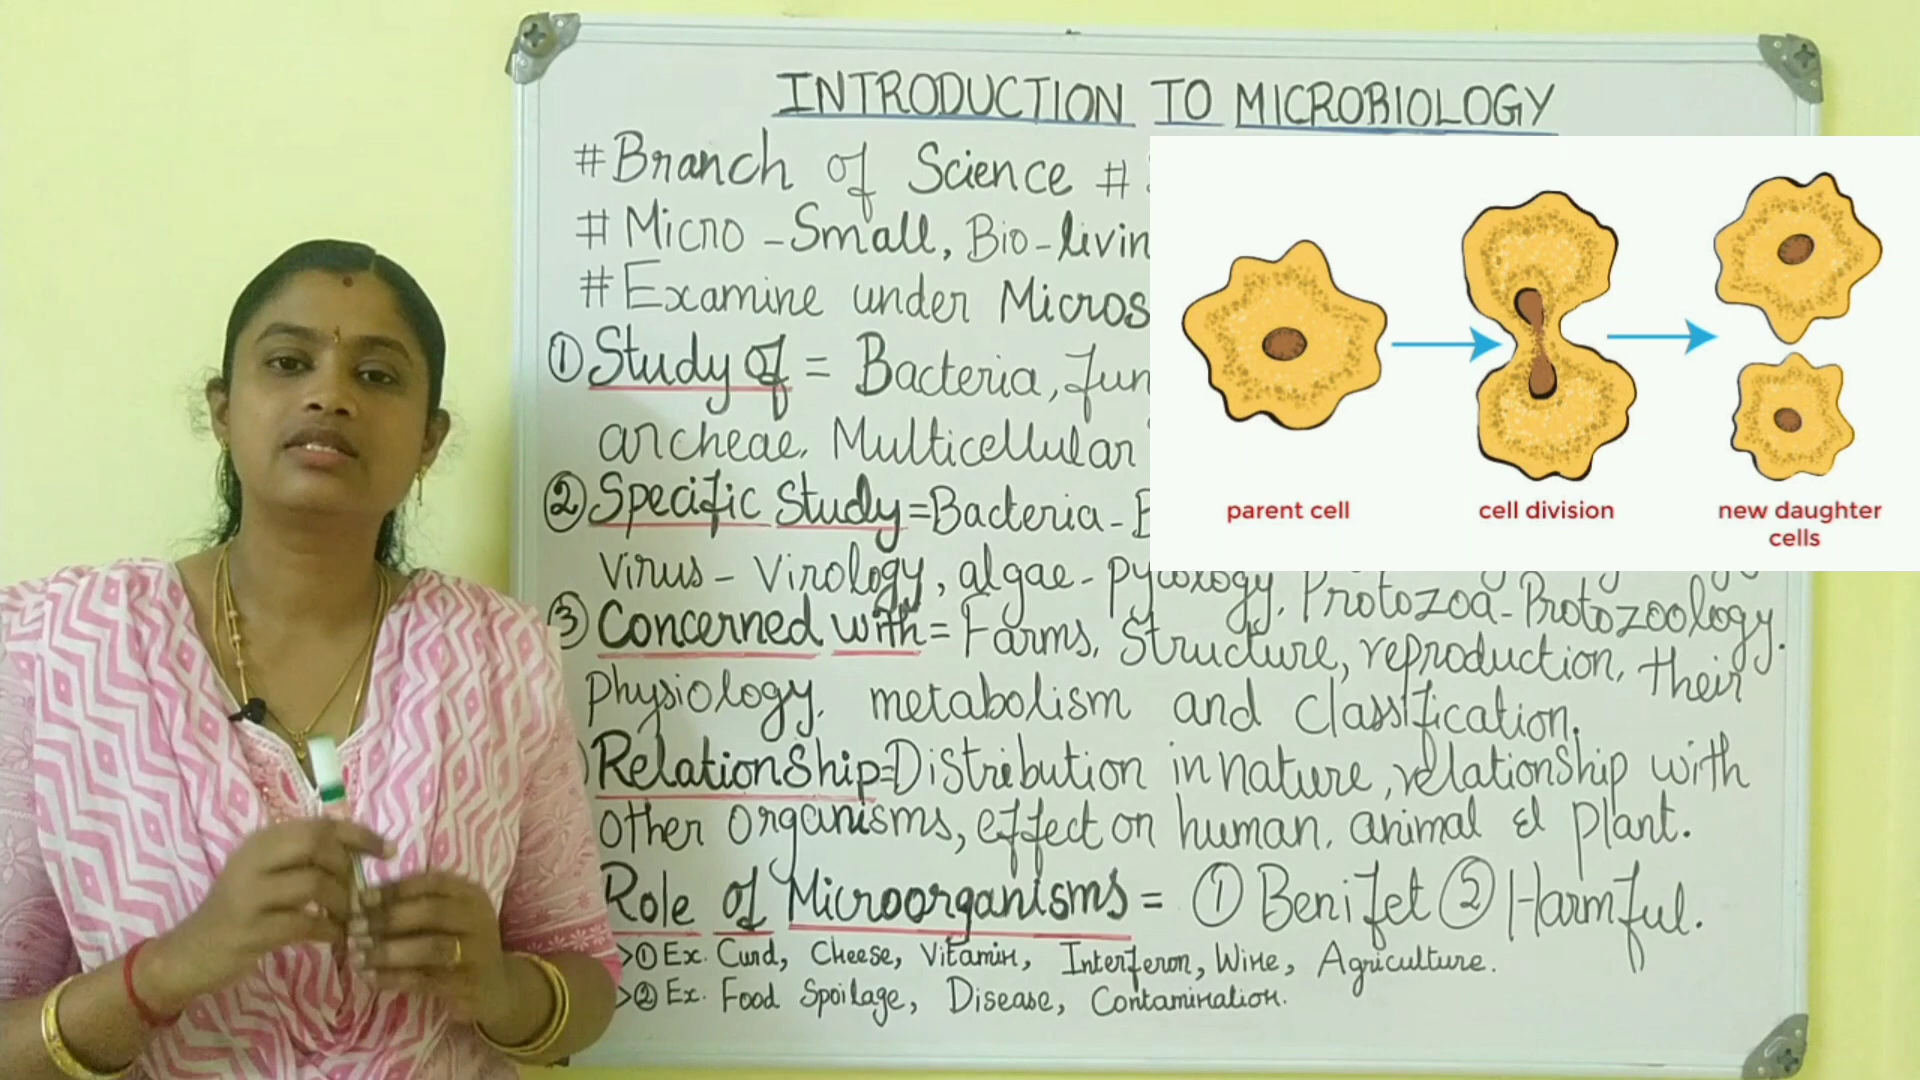 INTRODUCTION TO MICROBIOLOGY
# Branch of Science #
# Micro - Small, Bio - livin
# Examine under Micros
① Study of = Bacteria, fun
archeae, Multicellular
② Specific Study = Bacteria -
Virus - Virology, algae - pycology, Protozoa - Protozoology.
③ Concerned with = Farms, Structure, reproduction, their
Physiology, metabolism and classification.
Relationship = Distribution in nature, relationship with
other organisms, effect on human, animal & plant.
Role of Microorganisms = ① Benifet ② Harmful.
>① Ex. Curd, Cheese, Vitamin, Interferon, Wine, Agriculture.
>② Ex. Food Spoilage, Disease, Contamination.
parent cell
cell division
new daughter
cells